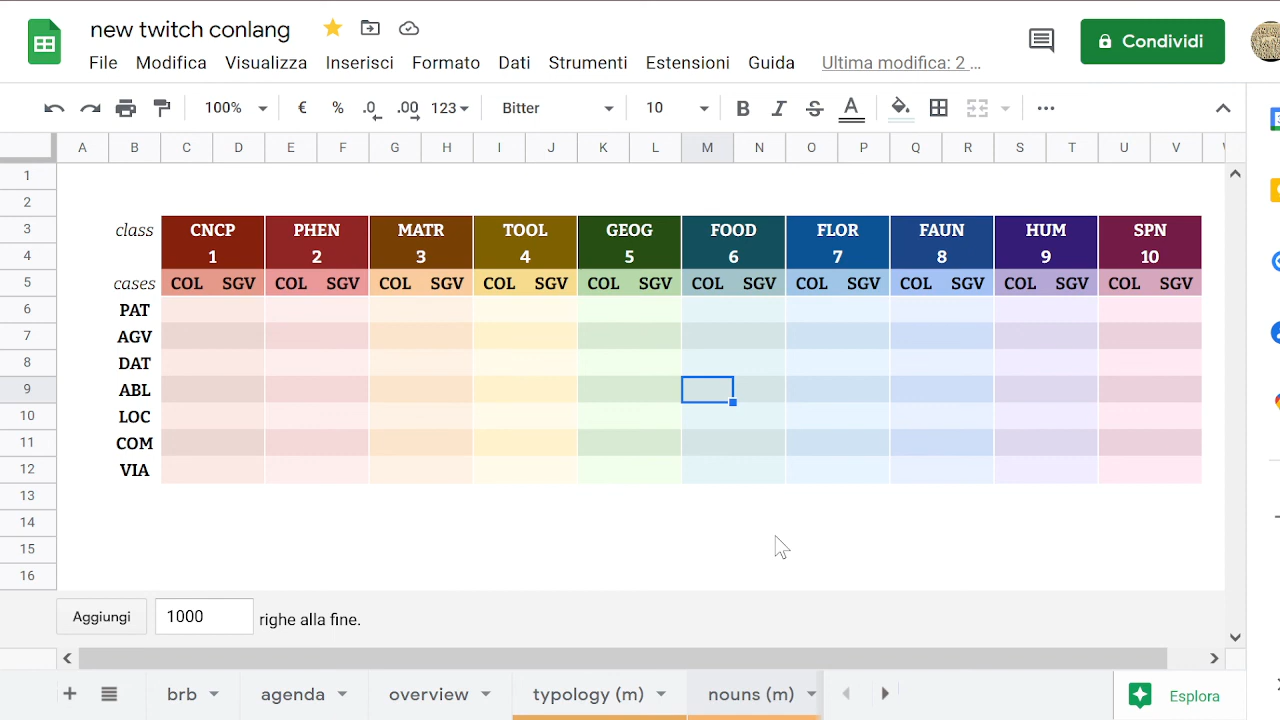 new twitch conlang
File Modifica Visualizza Inserisci Formato Dati Strumenti Estensioni Guida Ultima modifica: 2 ...
Condividi
100% € % .0 .00 123 Bitter 10 B I S A
A B C D E F G H I J K L M N O P Q R S T U V
1
2
3 class CNCP PHEN MATR TOOL GEOG FOOD FLOR FAUN HUM SPN
4 1 2 3 4 5 6 7 8 9 10
5 cases COL SGV COL SGV COL SGV COL SGV COL SGV COL SGV COL SGV COL SGV COL SGV COL SGV
6 PAT
7 AGV
8 DAT
9 ABL
10 LOC
11 COM
12 VIA
13
14
15
16
Aggiungi 1000 righe alla fine.
brb agenda overview typology (m) nouns (m) Esplora